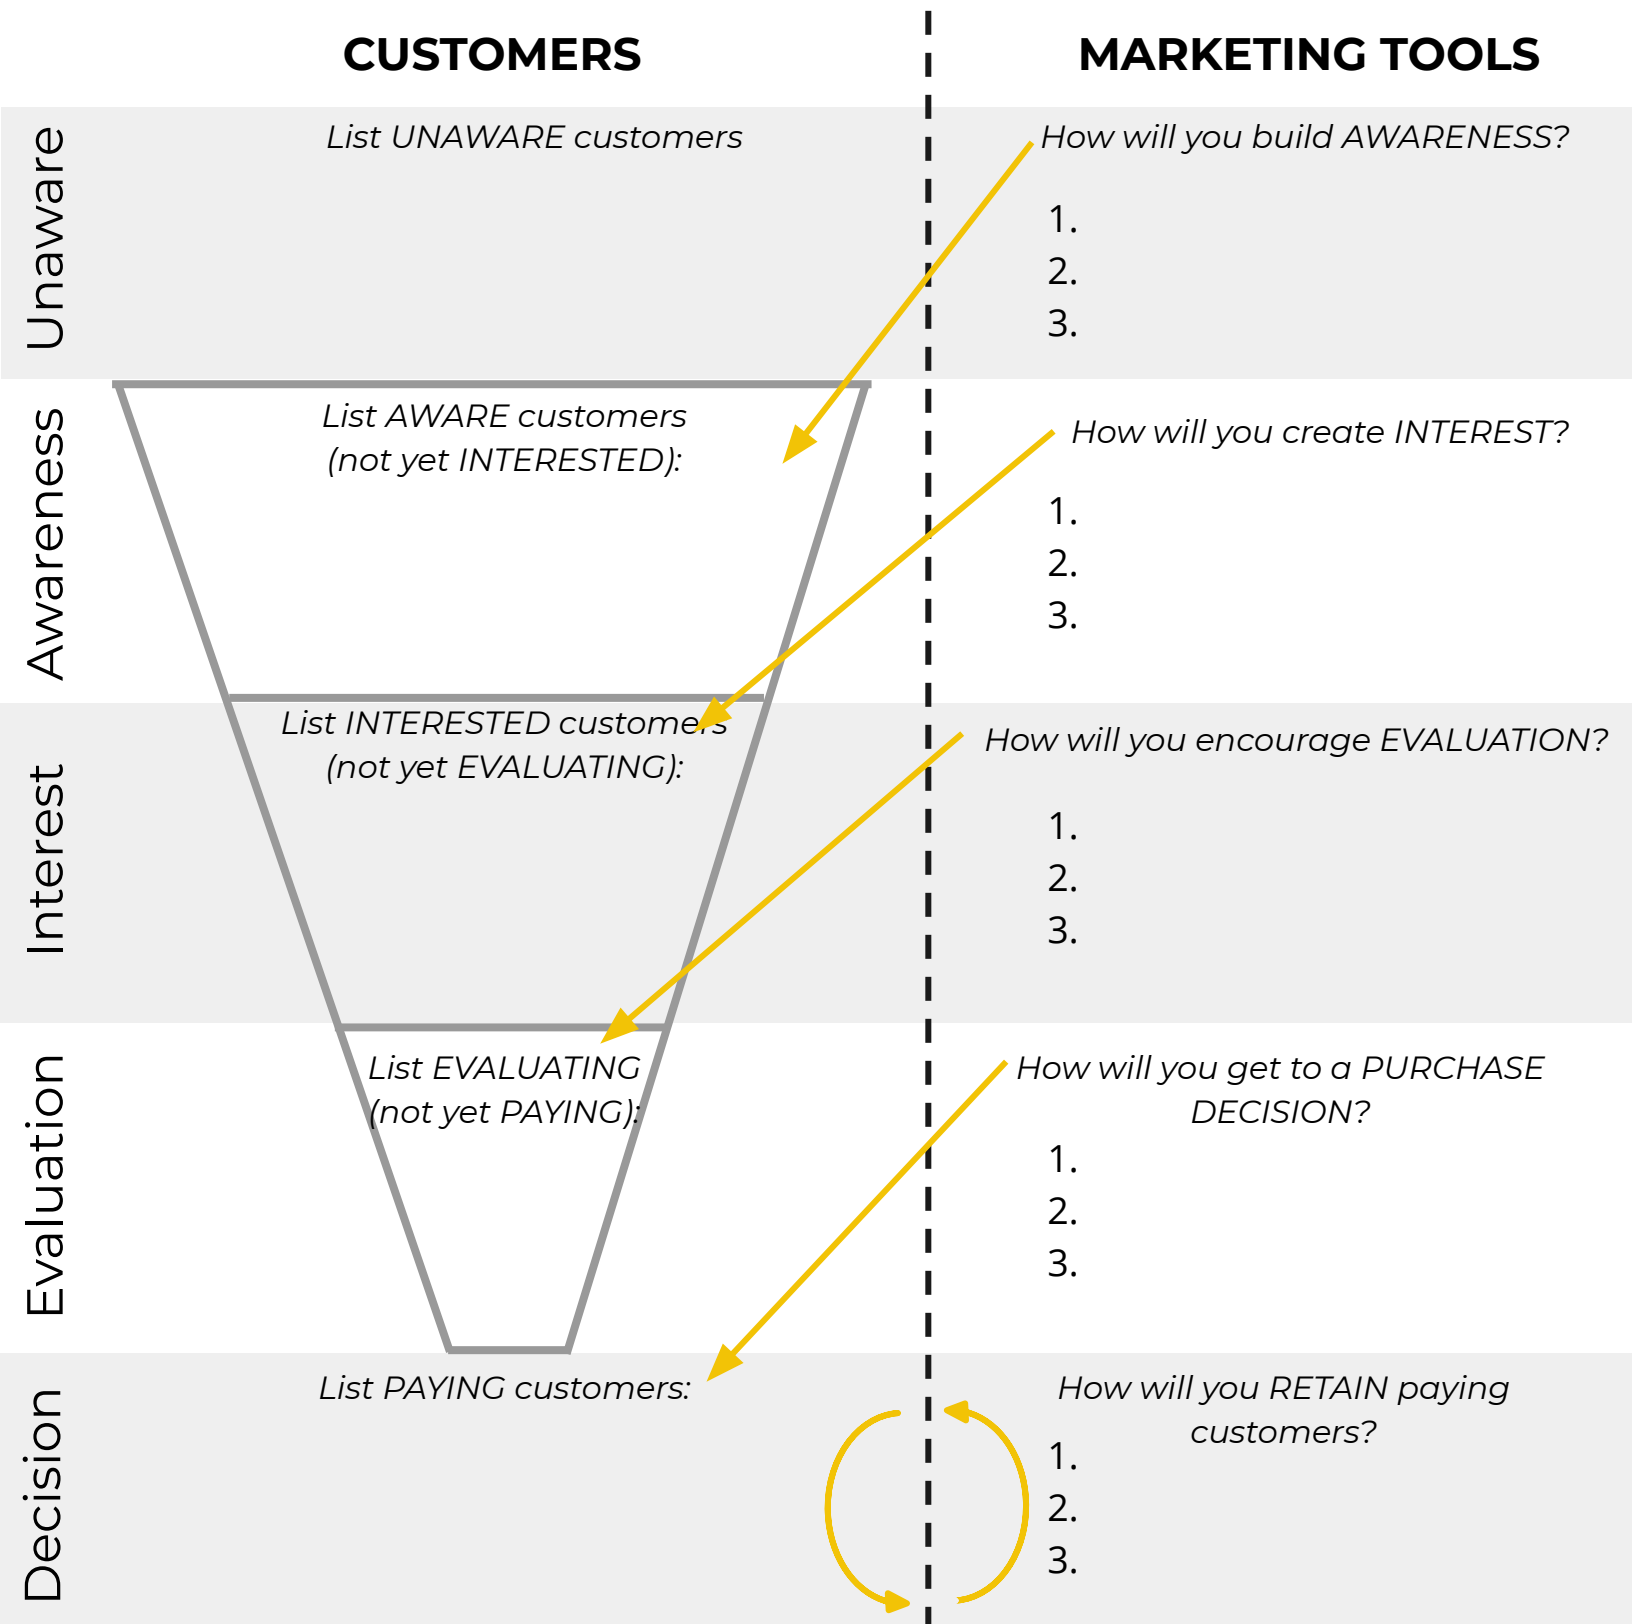 CUSTOMERS
MARKETING TOOLS
Unaware
List UNAWARE customers
How will you build AWARENESS?
1.
2.
3.
Awareness
List AWARE customers
(not yet INTERESTED):
How will you create INTEREST?
1.
2.
3.
Interest
List INTERESTED customers
(not yet EVALUATING):
How will you encourage EVALUATION?
1.
2.
3.
Evaluation
List EVALUATING
(not yet PAYING):
How will you get to a PURCHASE
DECISION?
1.
2.
3.
Decision
List PAYING customers:
How will you RETAIN paying
customers?
1.
2.
3.